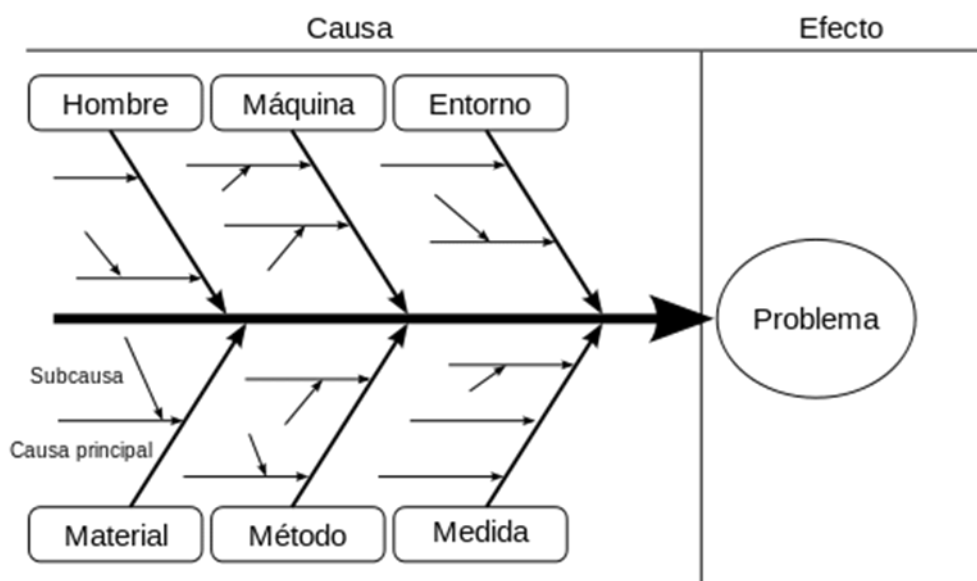 Causa
Efecto
Hombre
Máquina
Entorno
Problema
Subcausa
Causa principal
Material
Método
Medida